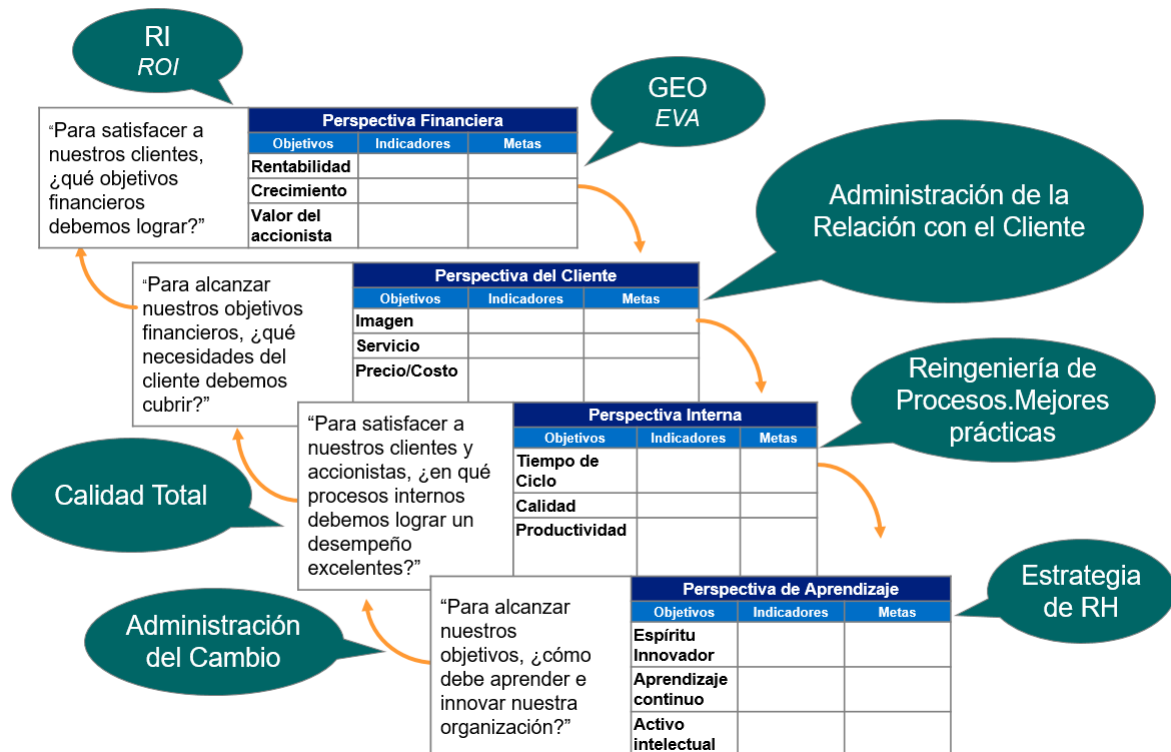 RI
ROI
GEO
EVA
“Para satisfacer a
nuestros clientes,
¿qué objetivos
financieros
debemos lograr?”
Perspectiva Financiera
Objetivos Indicadores Metas
Rentabilidad
Crecimiento
Valor del
accionista
Administración de la
Relación con el Cliente
“Para alcanzar
nuestros objetivos
financieros, ¿qué
necesidades del
cliente debemos
cubrir?”
Perspectiva del Cliente
Objetivos Indicadores Metas
Imagen
Servicio
Precio/Costo
Reingeniería de
Procesos.Mejores
prácticas
“Para satisfacer a
nuestros clientes y
accionistas, ¿en qué
procesos internos
debemos lograr un
desempeño
excelentes?”
Perspectiva Interna
Objetivos Indicadores Metas
Tiempo de
Ciclo
Calidad
Productividad
Calidad Total
Administración
del Cambio
“Para alcanzar
nuestros
objetivos, ¿cómo
debe aprender e
innovar nuestra
organización?”
Perspectiva de Aprendizaje
Objetivos Indicadores Metas
Espíritu
Innovador
Aprendizaje
continuo
Activo
intelectual
Estrategia
de RH